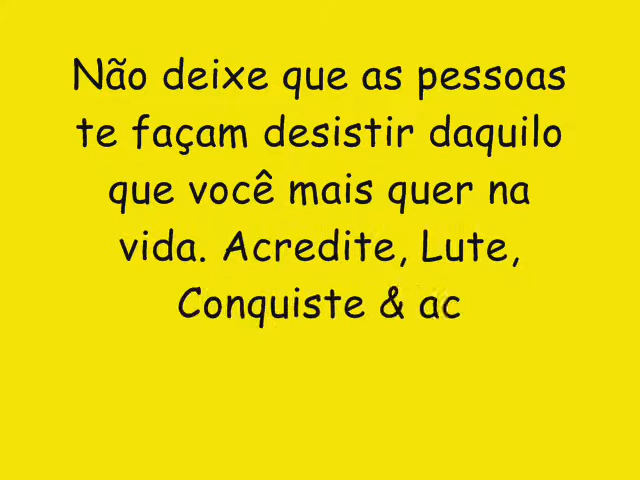 Não deixe que as pessoas
te façam desistir daquilo
que você mais quer na
vida. Acredite, Lute,
Conquiste & ac